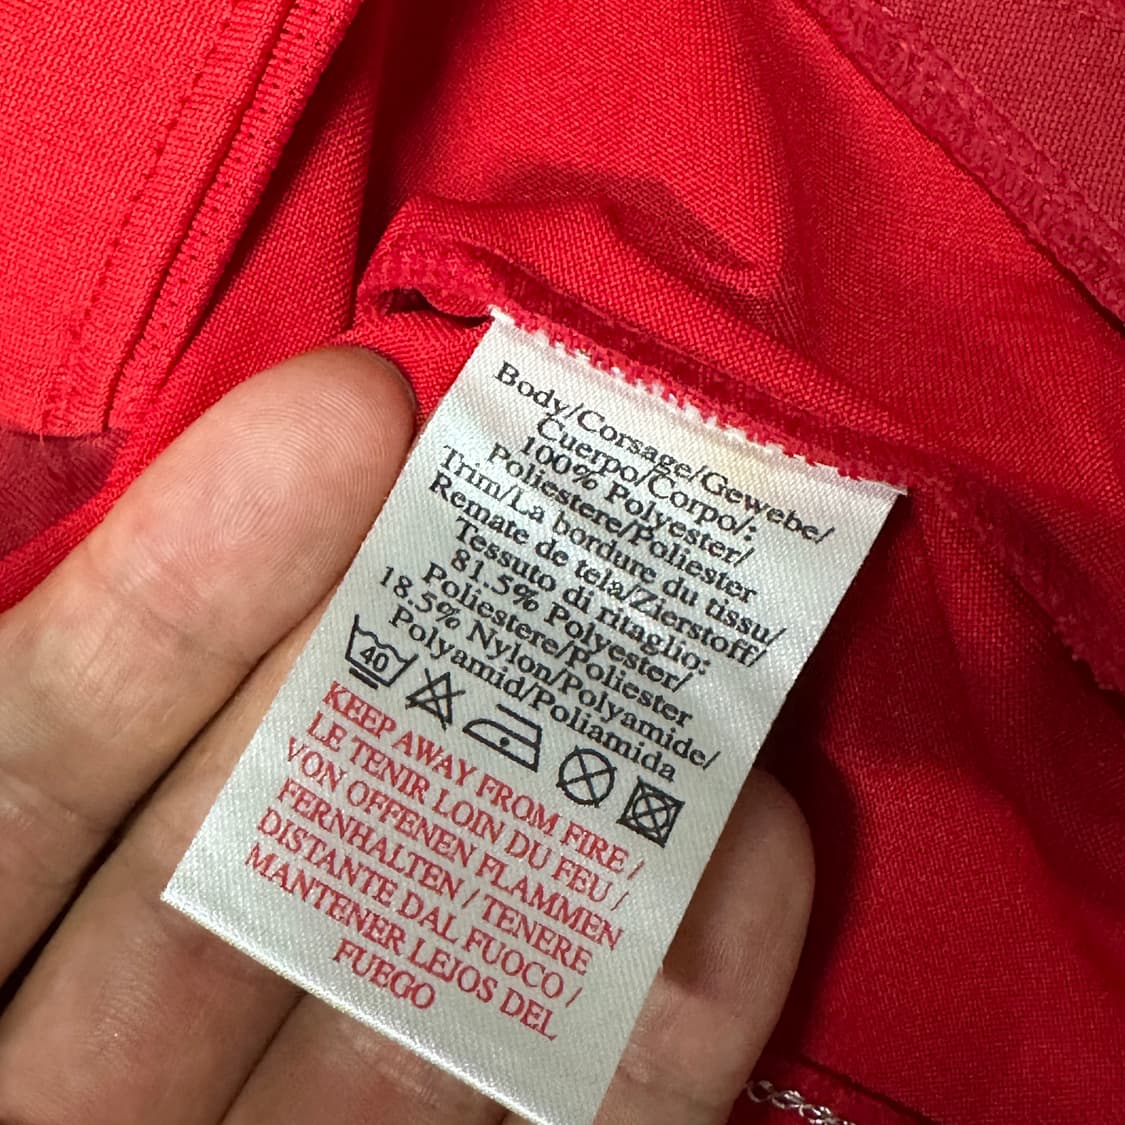 Body/Corsage/Gewebe/
Cuerpo/Corpo/:
100% Polyester/
Poliestere/Poliester
Trim/La bordure du tissu/
Remate de tela/Zierstoff/
Tessuto di ritaglio:
81.5% Polyester/
Poliestere/Poliester
18.5% Nylon/Polyamide/
Polyamid/Poliamida
40
KEEP AWAY FROM FIRE /
LE TENIR LOIN DU FEU /
VON OFFENEN FLAMMEN
FERNHALTEN / TENERE
DISTANTE DAL FUOCO /
MANTENER LEJOS DEL
FUEGO